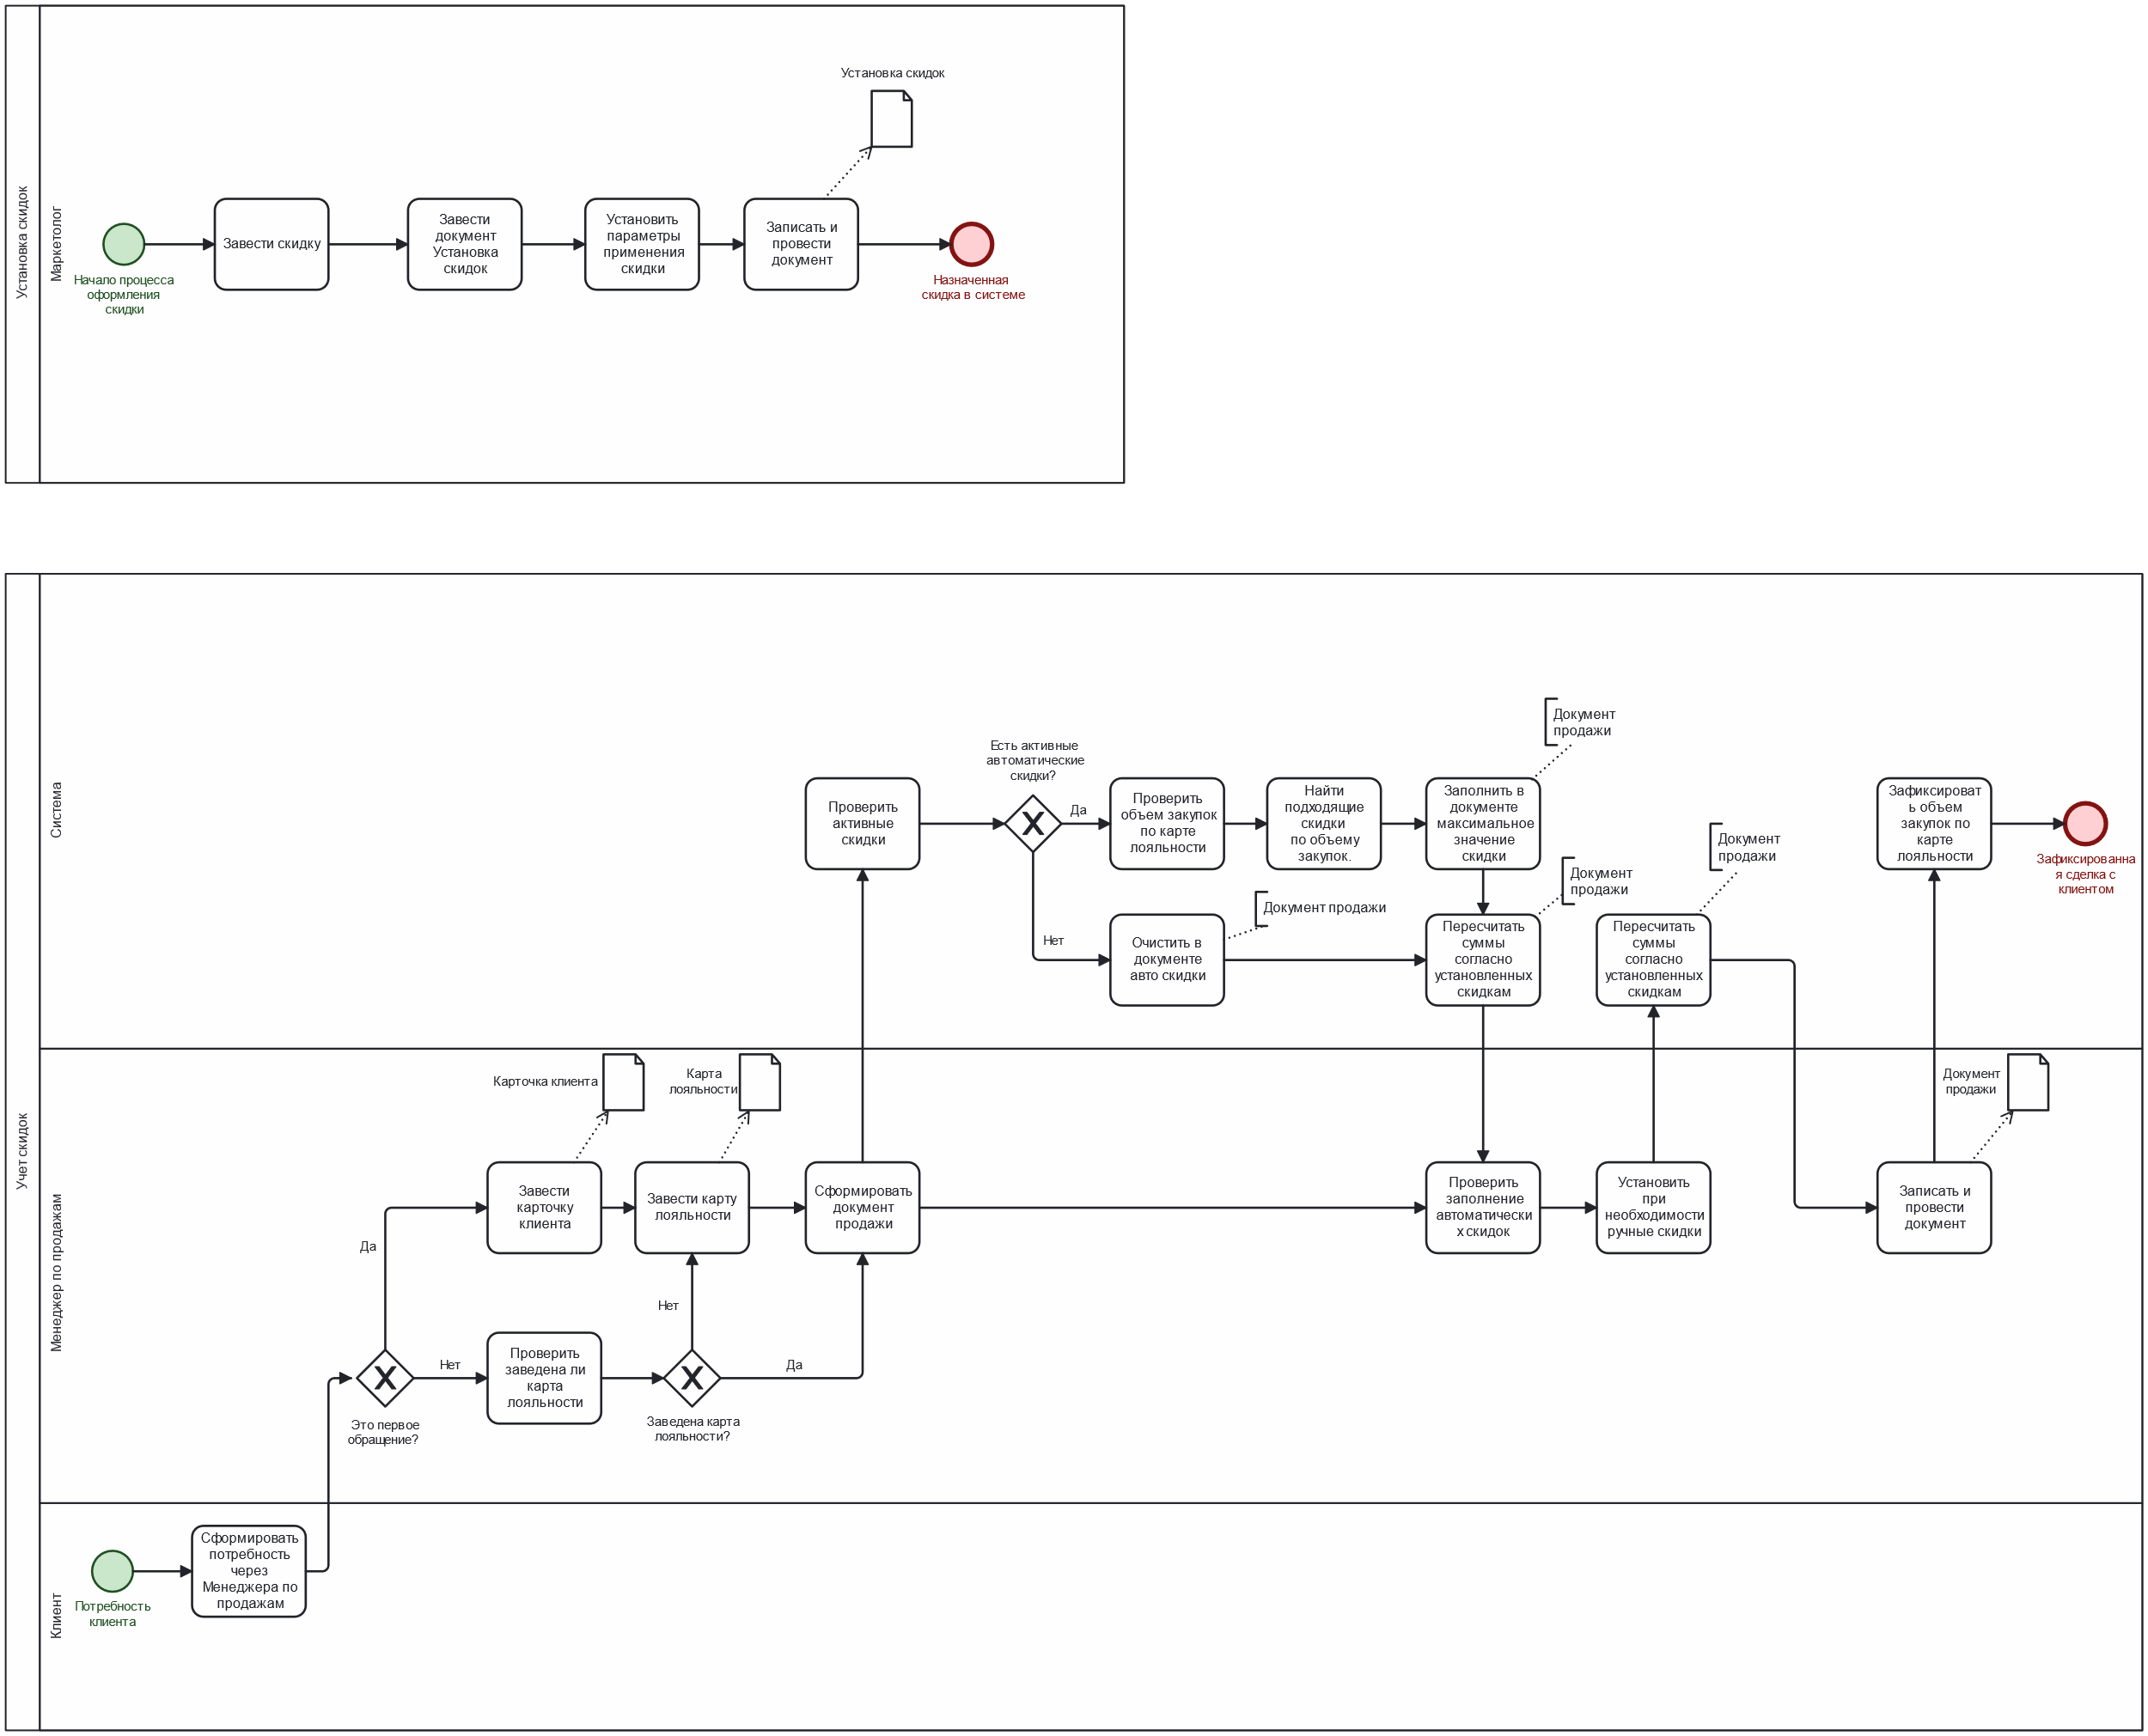 Установка скидок
Маркетолог
Установка скидок
Начало процесса
оформления
скидки
Завести скидку
Завести
документ
Установка
скидок
Установить
параметры
применения
скидки
Записать и
провести
документ
Назначенная
скидка в системе
Учет скидок
Система
Проверить
активные
скидки
Есть активные
автоматические
скидки?
Да
Нет
Проверить
объем закупок
по карте
лояльности
Найти
подходящие
скидки
по объему
закупок.
Заполнить в
документе
максимальное
значение
скидки
Документ
продажи
Очистить в
документе
авто скидки
Документ продажи
Пересчитать
суммы
согласно
установленных
скидкам
Документ
продажи
Пересчитать
суммы
согласно
установленных
скидкам
Документ
продажи
Зафиксироват
ь объем
закупок по
карте
лояльности
Зафиксированна
я сделка с
клиентом
Менеджер по продажам
Карточка клиента
Карта
лояльности
Документ
продажи
Да
Завести
карточку
клиента
Завести карту
лояльности
Сформировать
документ
продажи
Проверить
заполнение
автоматически
х скидок
Установить
при
необходимости
ручные скидки
Записать и
провести
документ
Это первое
обращение?
Нет
Проверить
заведена ли
карта
лояльности
Нет
Да
Заведена карта
лояльности?
Клиент
Потребность
клиента
Сформировать
потребность
через
Менеджера по
продажам